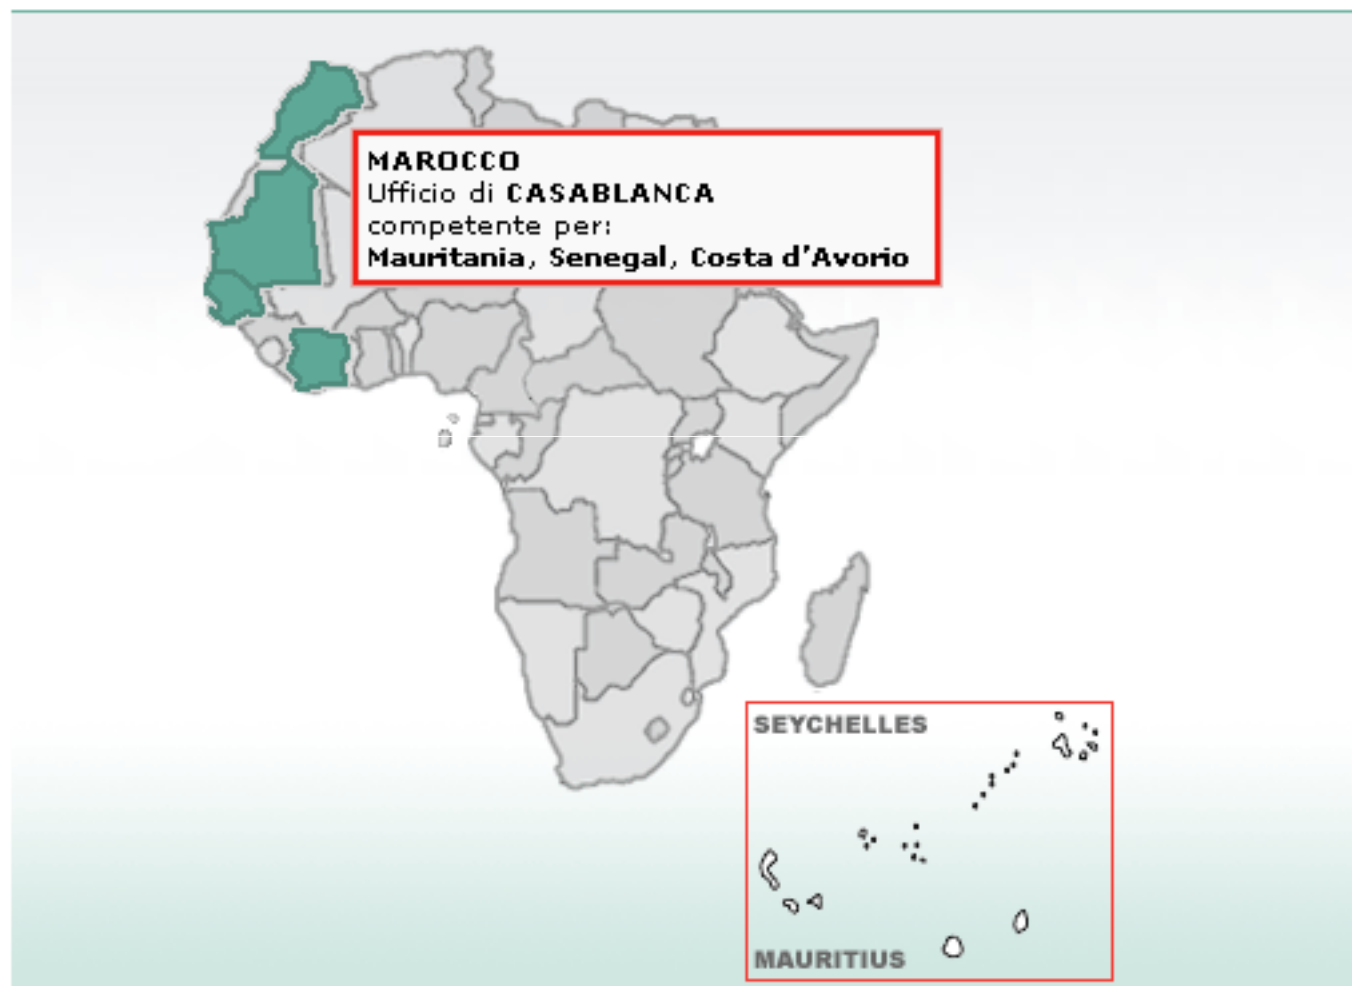 MAROCCO
Ufficio di CASABLANCA
competente per:
Mauritania, Senegal, Costa d'Avorio
SEYCHELLES
MAURITIUS